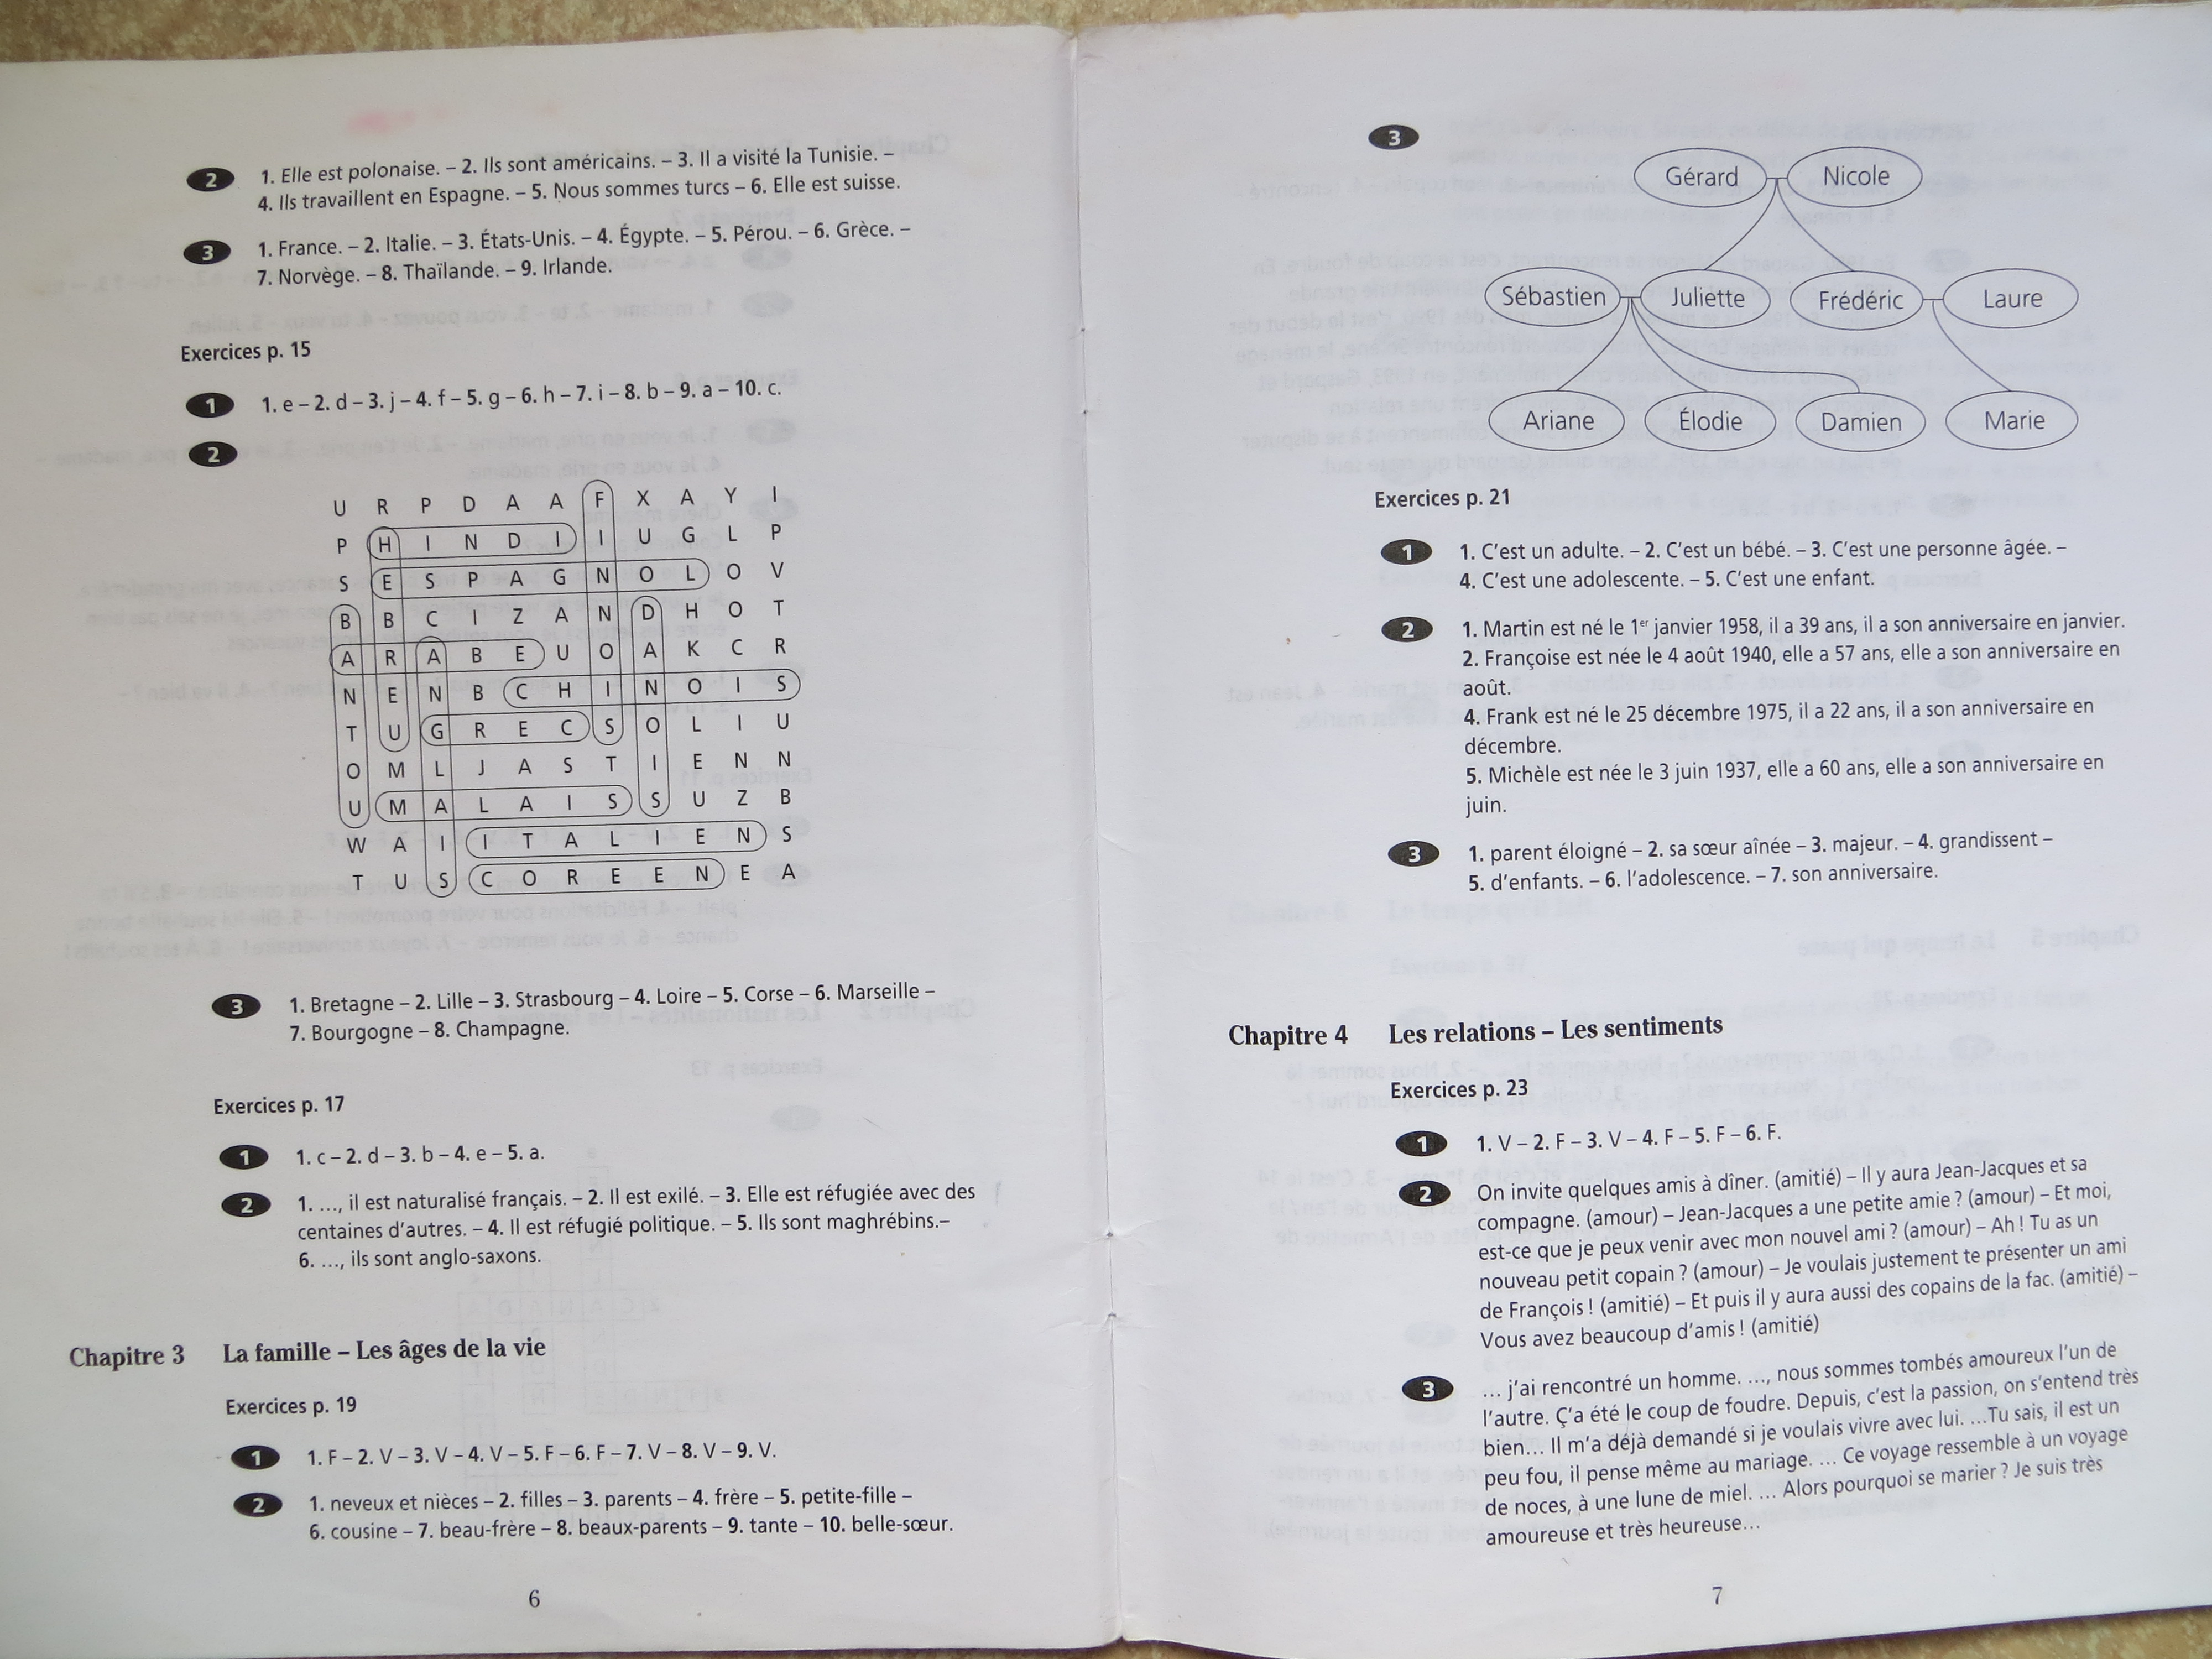 2 1. Elle est polonaise. – 2. Ils sont américains. – 3. Il a visité la Tunisie. –
4. Ils travaillent en Espagne. – 5. Nous sommes turcs – 6. Elle est suisse.
3 1. France. – 2. Italie. – 3. États-Unis. – 4. Égypte. – 5. Pérou. – 6. Grèce. –
7. Norvège. – 8. Thaïlande. – 9. Irlande.
Exercices p. 15
1 1. e – 2. d – 3. j – 4. f – 5. g – 6. h – 7. i – 8. b – 9. a – 10. c.
2
U R P D A A F X A Y I
P H I N D I I U G L P
S E S P A G N O L O V
B B C I Z A N D H O T
A R A B E U O A K C R
N E N B C H I N O I S
T U G R E C S O L I U
O M L J A S T I E N N
U M A L A I S S U Z B
W A I I T A L I E N S
T U S C O R E E N E A
3 1. Bretagne – 2. Lille – 3. Strasbourg – 4. Loire – 5. Corse – 6. Marseille –
7. Bourgogne – 8. Champagne.
Exercices p. 17
1 1. c – 2. d – 3. b – 4. e – 5. a.
2 1. ..., il est naturalisé français. – 2. Il est exilé. – 3. Elle est réfugiée avec des
centaines d'autres. – 4. Il est réfugié politique. – 5. Ils sont maghrébins.–
6. ..., ils sont anglo-saxons.
Chapitre 3 La famille – Les âges de la vie
Exercices p. 19
1 1. F – 2. V – 3. V – 4. V – 5. F – 6. F – 7. V – 8. V – 9. V.
2 1. neveux et nièces – 2. filles – 3. parents – 4. frère – 5. petite-fille –
6. cousine – 7. beau-frère – 8. beaux-parents – 9. tante – 10. belle-sœur.
6
3
Gérard Nicole
Sébastien Juliette Frédéric Laure
Ariane Élodie Damien Marie
Exercices p. 21
1 1. C'est un adulte. – 2. C'est un bébé. – 3. C'est une personne âgée. –
4. C'est une adolescente. – 5. C'est une enfant.
2 1. Martin est né le 1er janvier 1958, il a 39 ans, il a son anniversaire en janvier.
2. Françoise est née le 4 août 1940, elle a 57 ans, elle a son anniversaire en
août.
4. Frank est né le 25 décembre 1975, il a 22 ans, il a son anniversaire en
décembre.
5. Michèle est née le 3 juin 1937, elle a 60 ans, elle a son anniversaire en
juin.
3 1. parent éloigné – 2. sa sœur aînée – 3. majeur. – 4. grandissent –
5. d'enfants. – 6. l'adolescence. – 7. son anniversaire.
Chapitre 4 Les relations – Les sentiments
Exercices p. 23
1 1. V – 2. F – 3. V – 4. F – 5. F – 6. F.
2 On invite quelques amis à dîner. (amitié) – Il y aura Jean-Jacques et sa
compagne. (amour) – Jean-Jacques a une petite amie ? (amour) – Et moi,
est-ce que je peux venir avec mon nouvel ami ? (amour) – Ah ! Tu as un
nouveau petit copain ? (amour) – Je voulais justement te présenter un ami
de François ! (amitié) – Et puis il y aura aussi des copains de la fac. (amitié) –
Vous avez beaucoup d'amis ! (amitié)
3 ... j'ai rencontré un homme. ..., nous sommes tombés amoureux l'un de
l'autre. Ç'a été le coup de foudre. Depuis, c'est la passion, on s'entend très
bien... Il m'a déjà demandé si je voulais vivre avec lui. ...Tu sais, il est un
peu fou, il pense même au mariage. ... Ce voyage ressemble à un voyage
de noces, à une lune de miel. ... Alors pourquoi se marier ? Je suis très
amoureuse et très heureuse...
7